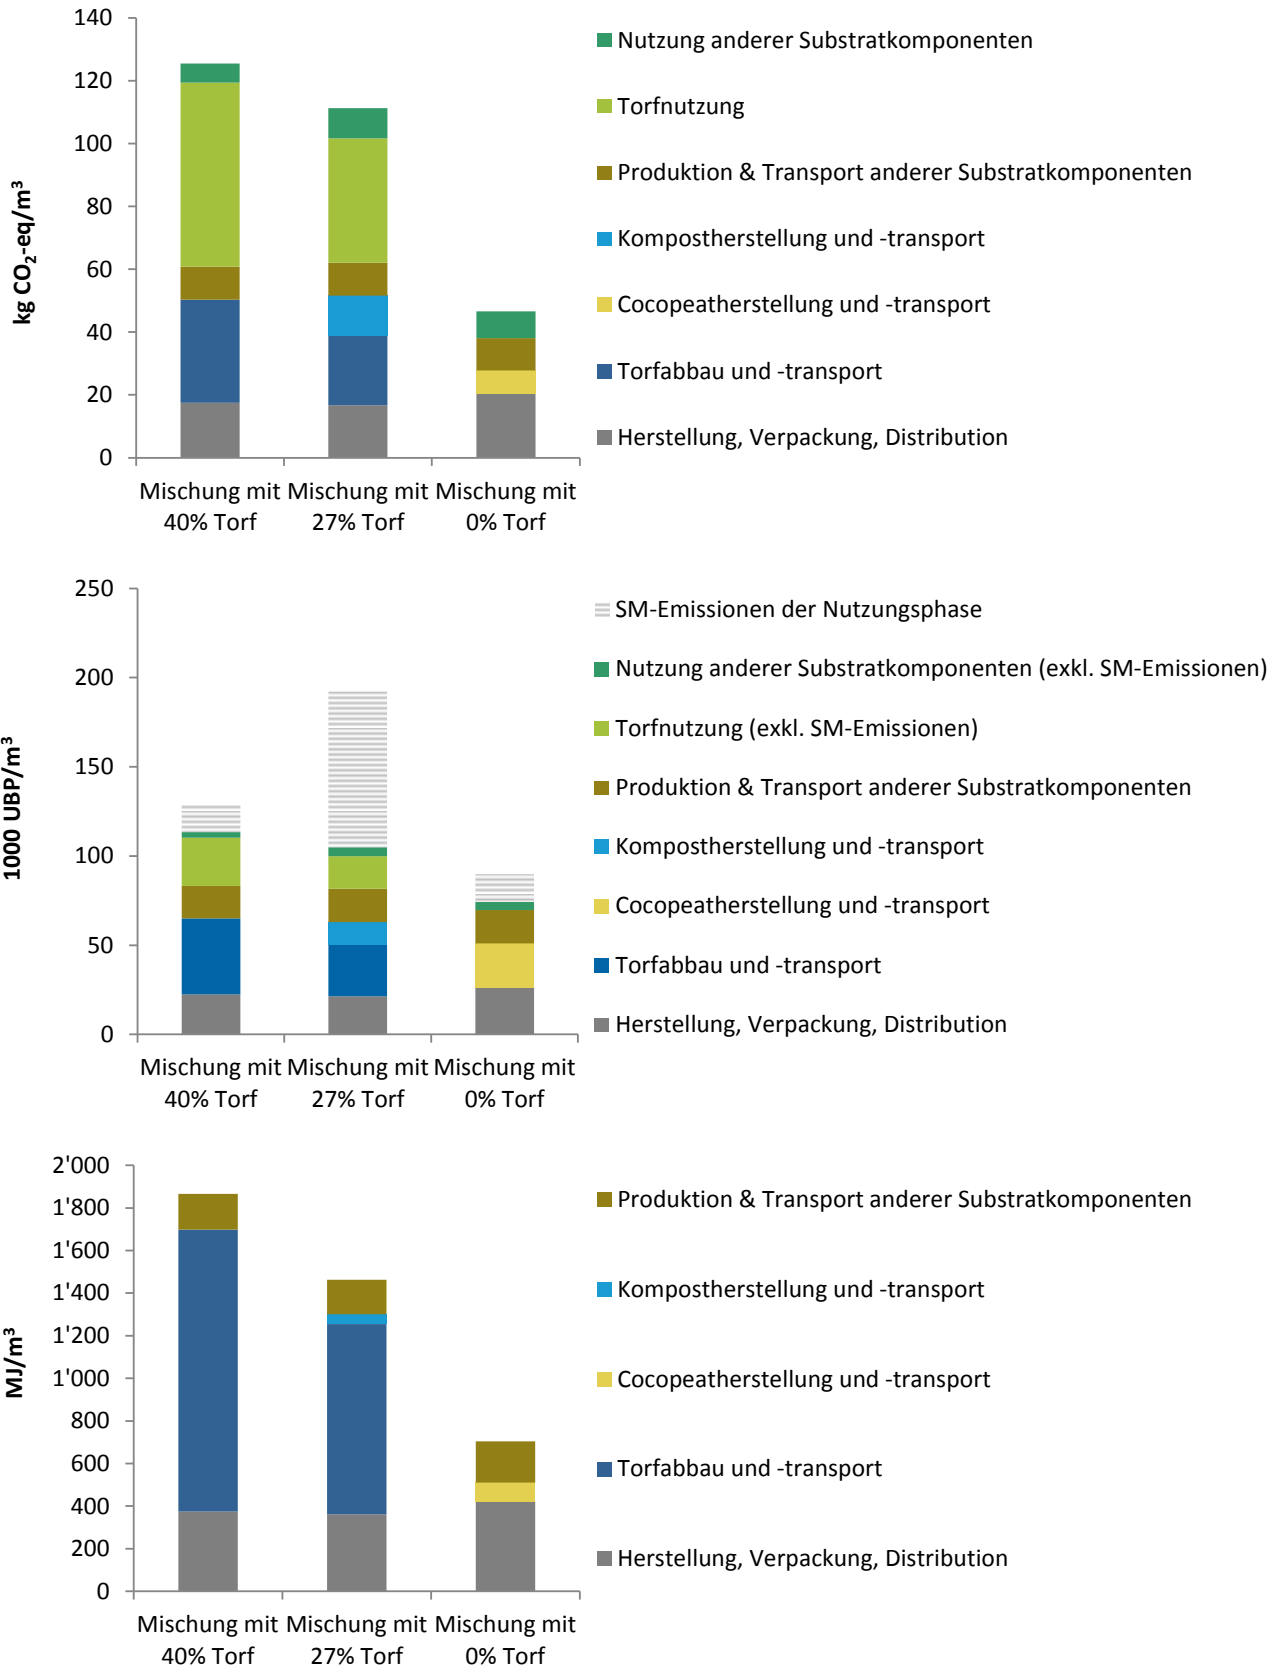 140
120
100
80
60
40
20
0
kg CO₂-eq/m³
Mischung mit
40% Torf
Mischung mit
27% Torf
Mischung mit
0% Torf
Nutzung anderer Substratkomponenten
Torfnutzung
Produktion & Transport anderer Substratkomponenten
Kompostherstellung und -transport
Cocopeatherstellung und -transport
Torfabbau und -transport
Herstellung, Verpackung, Distribution
250
200
150
100
50
0
1000 UBP/m³
Mischung mit
40% Torf
Mischung mit
27% Torf
Mischung mit
0% Torf
SM-Emissionen der Nutzungsphase
Nutzung anderer Substratkomponenten (exkl. SM-Emissionen)
Torfnutzung (exkl. SM-Emissionen)
Produktion & Transport anderer Substratkomponenten
Kompostherstellung und -transport
Cocopeatherstellung und -transport
Torfabbau und -transport
Herstellung, Verpackung, Distribution
2'000
1'800
1'600
1'400
1'200
1'000
800
600
400
200
0
MJ/m³
Mischung mit
40% Torf
Mischung mit
27% Torf
Mischung mit
0% Torf
Produktion & Transport anderer Substratkomponenten
Kompostherstellung und -transport
Cocopeatherstellung und -transport
Torfabbau und -transport
Herstellung, Verpackung, Distribution